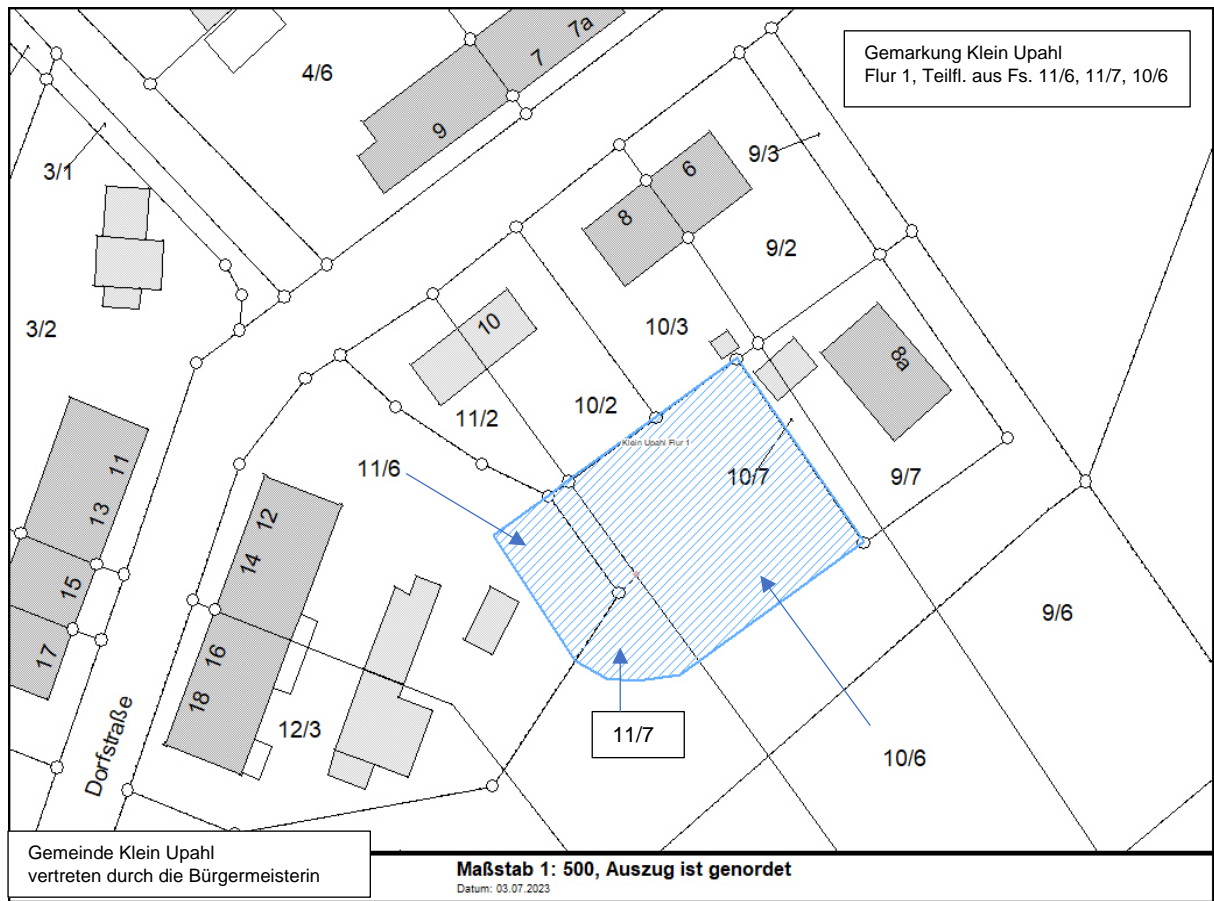 Gemarkung Klein Upahl
Flur 1, Teilfl. aus Fs. 11/6, 11/7, 10/6
7a
7
4/6
9
3/1
9/3
6
8
9/2
3/2
10/3
10
8a
10/2
11/2
Klein Upahl Flur 1
11/6
10/7
9/7
11
13
12
14
15
9/6
16
17
18
12/3
11/7
10/6
Dorfstraße
Gemeinde Klein Upahl
vertreten durch die Bürgermeisterin
Maßstab 1: 500, Auszug ist genordet
Datum: 03.07.2023